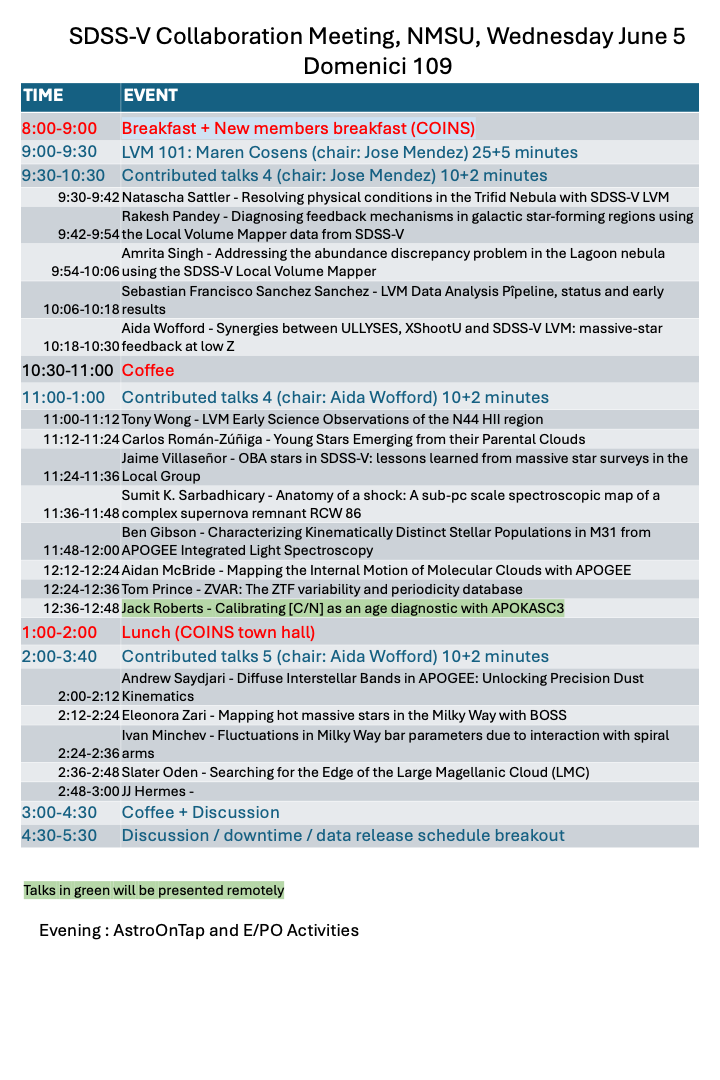 SDSS-V Collaboration Meeting, NMSU, Wednesday June 5
Domenici 109
TIME EVENT
8:00-9:00 Breakfast + New members breakfast (COINS)
9:00-9:30 LVM 101: Maren Cosens (chair: Jose Mendez) 25+5 minutes
9:30-10:30 Contributed talks 4 (chair: Jose Mendez) 10+2 minutes
9:30-9:42 Natascha Sattler - Resolving physical conditions in the Trifid Nebula with SDSS-V LVM
Rakesh Pandey - Diagnosing feedback mechanisms in galactic star-forming regions using
9:42-9:54 the Local Volume Mapper data from SDSS-V
Amrita Singh - Addressing the abundance discrepancy problem in the Lagoon nebula
9:54-10:06 using the SDSS-V Local Volume Mapper
Sebastian Francisco Sanchez Sanchez - LVM Data Analysis Pîpeline, status and early
10:06-10:18 results
Aida Wofford - Synergies between ULLYSES, XShootU and SDSS-V LVM: massive-star
10:18-10:30 feedback at low Z
10:30-11:00 Coffee
11:00-1:00 Contributed talks 4 (chair: Aida Wofford) 10+2 minutes
11:00-11:12 Tony Wong - LVM Early Science Observations of the N44 HII region
11:12-11:24 Carlos Román-Zúñiga - Young Stars Emerging from their Parental Clouds
Jaime Villaseñor - OBA stars in SDSS-V: lessons learned from massive star surveys in the
11:24-11:36 Local Group
Sumit K. Sarbadhicary - Anatomy of a shock: A sub-pc scale spectroscopic map of a
11:36-11:48 complex supernova remnant RCW 86
Ben Gibson - Characterizing Kinematically Distinct Stellar Populations in M31 from
11:48-12:00 APOGEE Integrated Light Spectroscopy
12:12-12:24 Aidan McBride - Mapping the Internal Motion of Molecular Clouds with APOGEE
12:24-12:36 Tom Prince - ZVAR: The ZTF variability and periodicity database
12:36-12:48 Jack Roberts - Calibrating [C/N] as an age diagnostic with APOKASC3
1:00-2:00 Lunch (COINS town hall)
2:00-3:40 Contributed talks 5 (chair: Aida Wofford) 10+2 minutes
Andrew Saydjari - Diffuse Interstellar Bands in APOGEE: Unlocking Precision Dust
2:00-2:12 Kinematics
2:12-2:24 Eleonora Zari - Mapping hot massive stars in the Milky Way with BOSS
Ivan Minchev - Fluctuations in Milky Way bar parameters due to interaction with spiral
2:24-2:36 arms
2:36-2:48 Slater Oden - Searching for the Edge of the Large Magellanic Cloud (LMC)
2:48-3:00 JJ Hermes -
3:00-4:30 Coffee + Discussion
4:30-5:30 Discussion / downtime / data release schedule breakout
Talks in green will be presented remotely
Evening : AstroOnTap and E/PO Activities